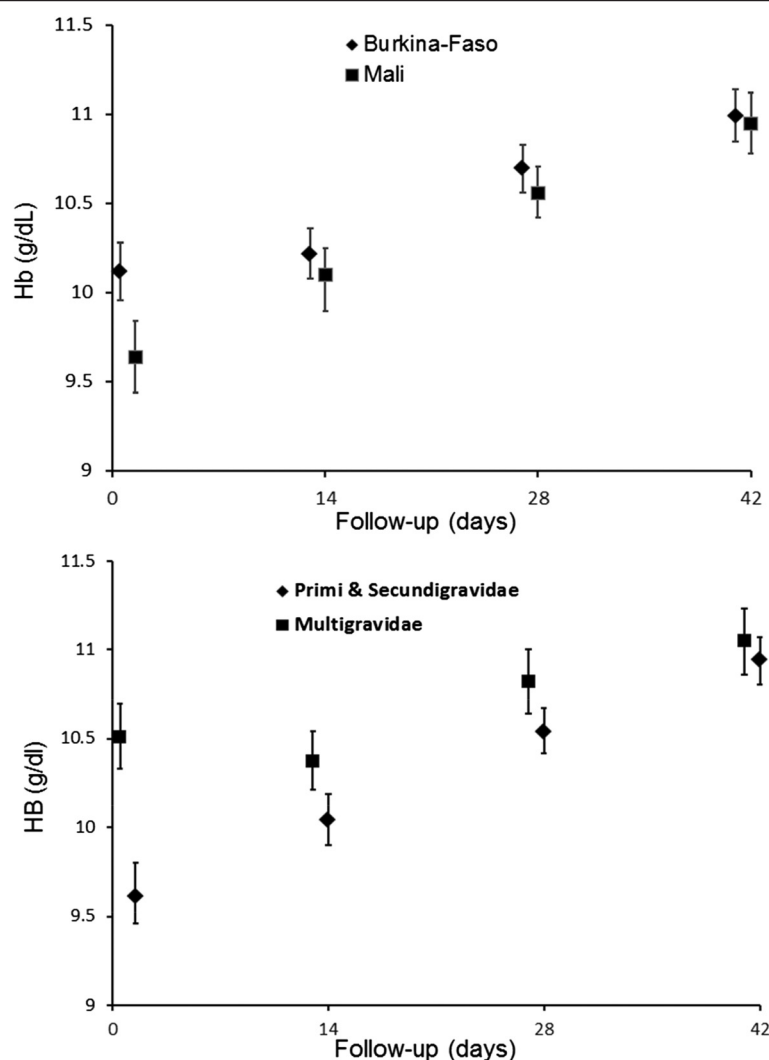 11.5
Burkina-Faso
Mali
11
10.5
Hb (g/dL)
10
9.5
9
0 14 28 42
Follow-up (days)
11.5
Primi & Secundigravidae
Multigravidae
11
10.5
HB (g/dl)
10
9.5
9
0 14 28 42
Follow-up (days)